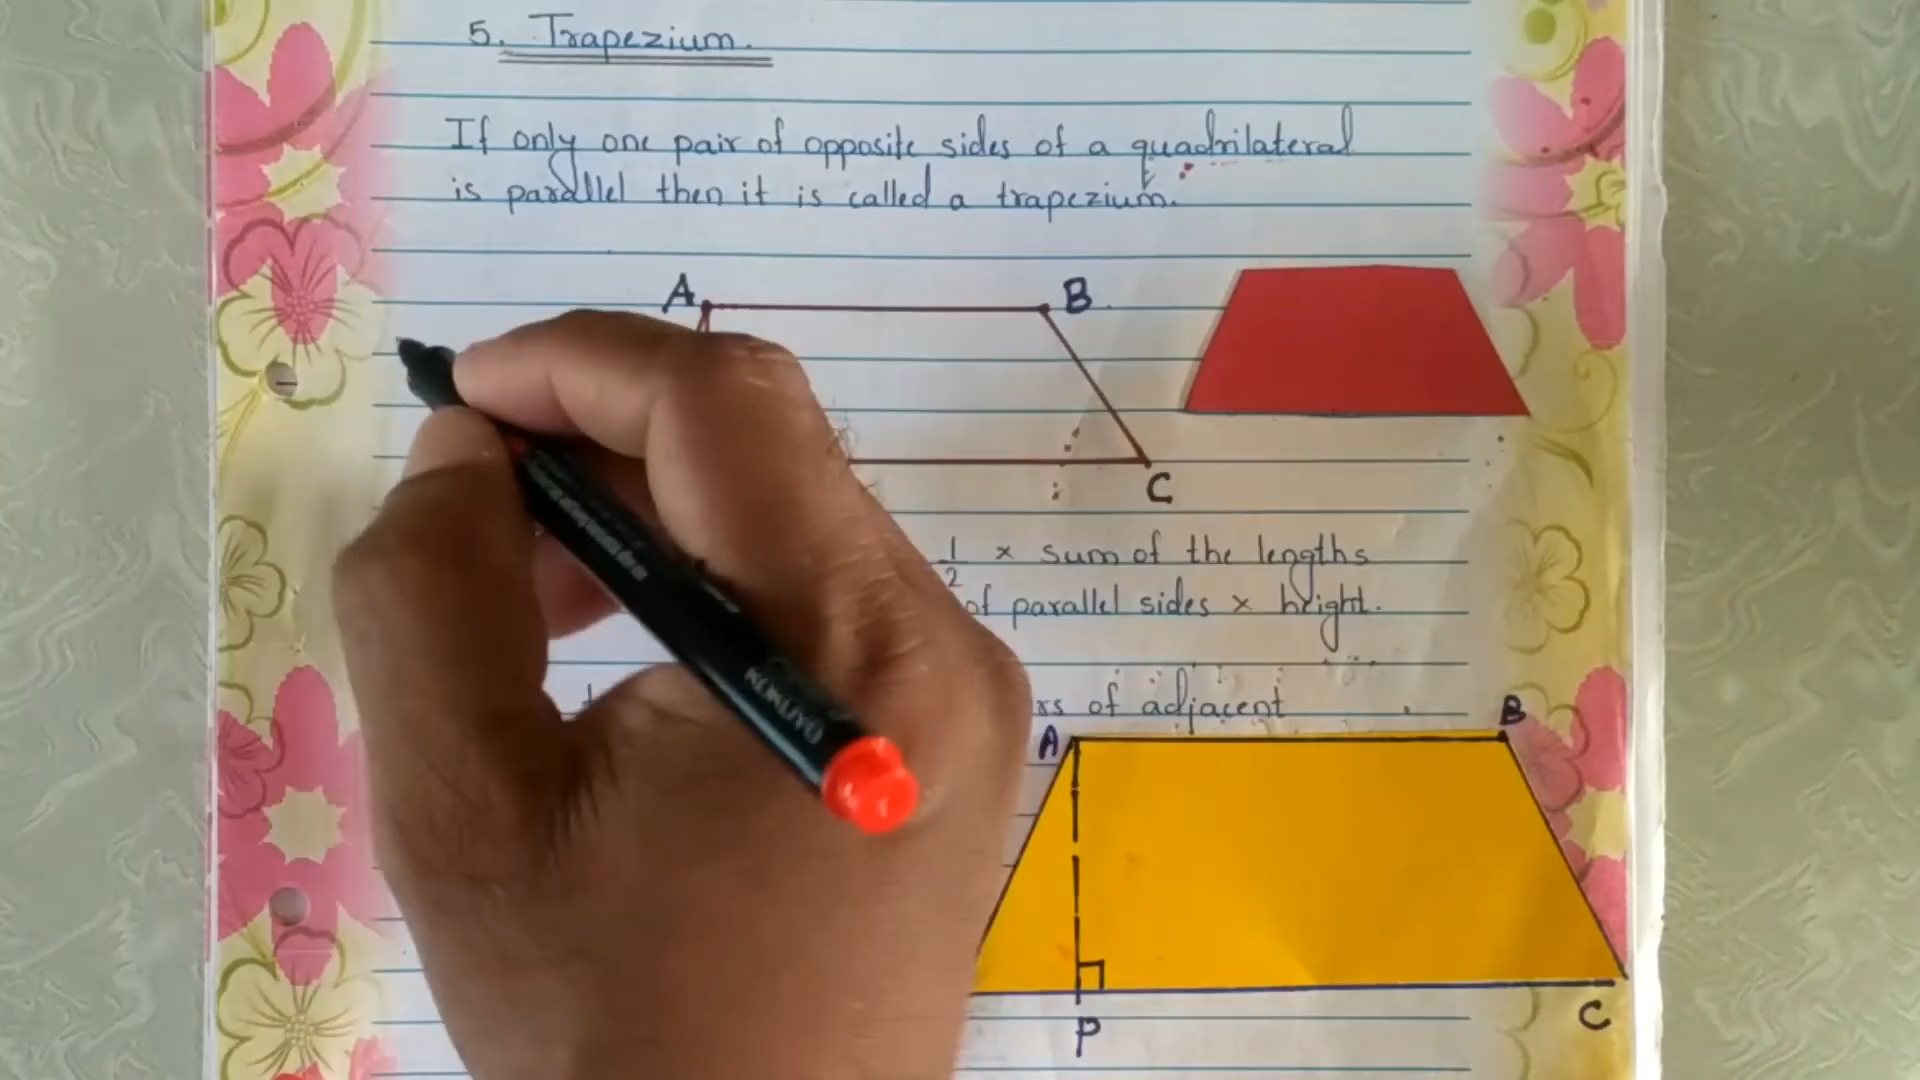 5. Trapezium.
If only one pair of opposite sides of a quadrilateral
is parallel then it is called a trapezium.
A B
C
1/2 x sum of the lengths
of parallel sides x height.
of adjacent
A B
P C
KOKUYO